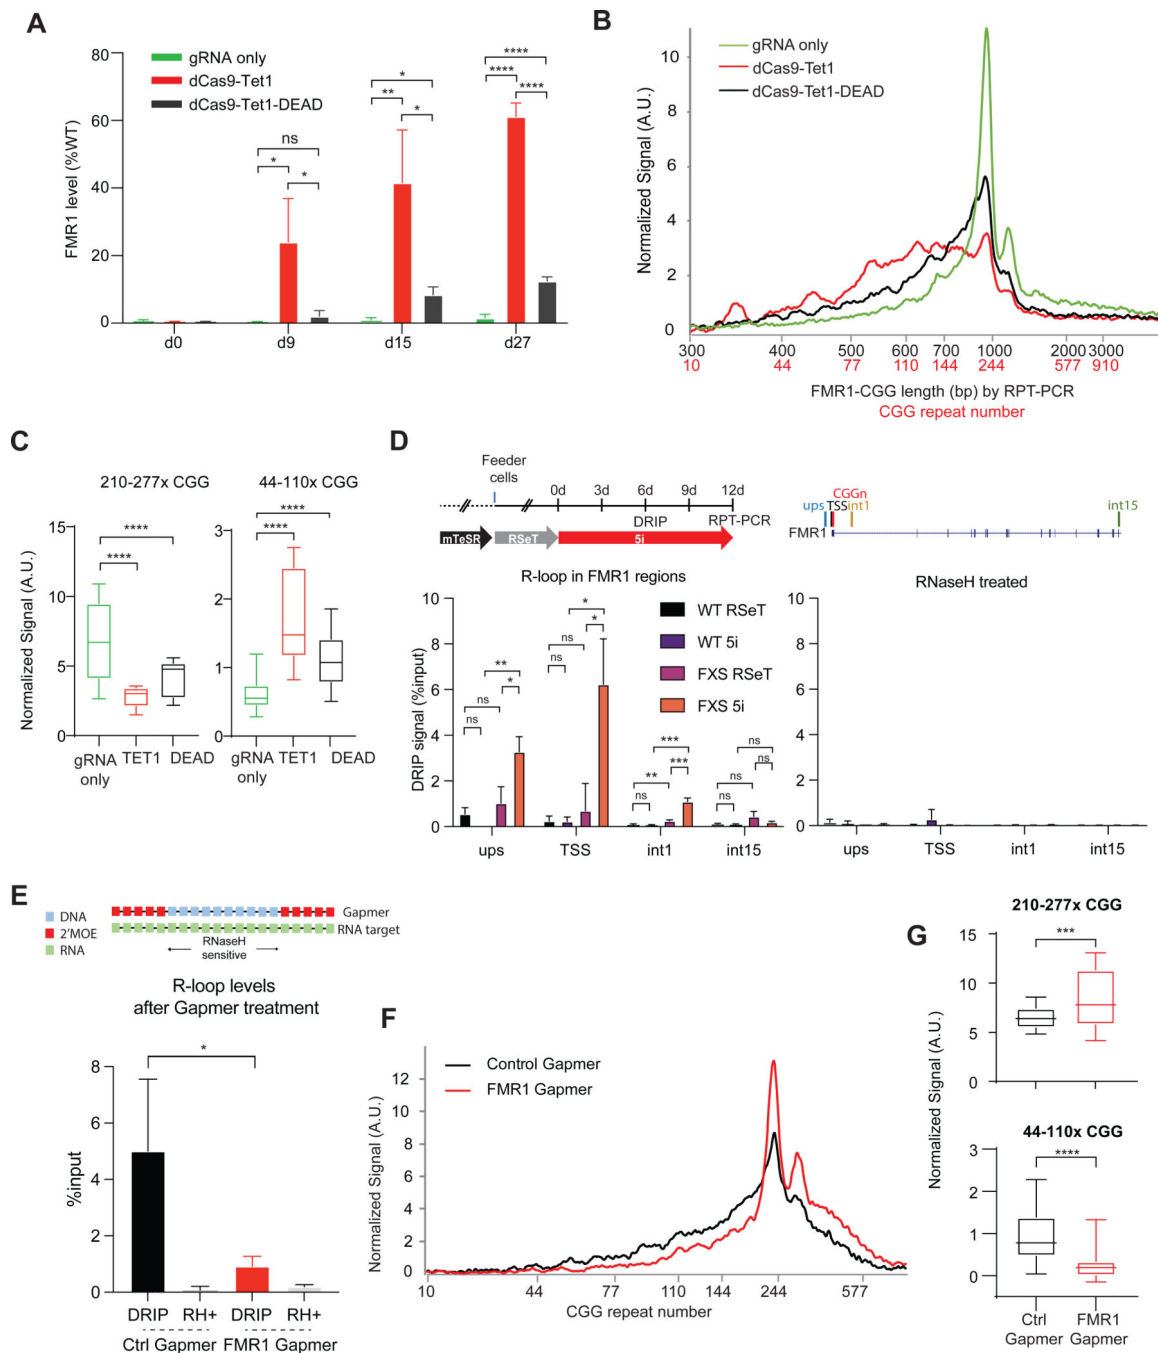 A
gRNA only
dCas9-Tet1
dCas9-Tet1-DEAD
FMR1 level (%WT)
80
60
40
20
0
ns
*
*
*
**
*
****
****
****
d0 d9 d15 d27
B
gRNA only
dCas9-Tet1
dCas9-Tet1-DEAD
Normalized Signal (A.U.)
10
8
6
4
2
0
300 400 500 600 700 1000 2000 3000
10 44 77 110 144 244 577 910
FMR1-CGG length (bp) by RPT-PCR
CGG repeat number
C
210-277x CGG
44-110x CGG
Normalized Signal (A.U.)
15
10
5
0
****
****
gRNA only TET1 DEAD
3
2
1
0
****
****
gRNA only TET1 DEAD
D
Feeder
cells
0d 3d 6d 9d 12d
DRIP
RPT-PCR
mTeSR RSeT 5i
CGGn
ups TSS int1
int15
FMR1
R-loop in FMR1 regions
RNaseH treated
DRIP signal (%input)
10
8
6
4
2
0
WT RSeT
WT 5i
FXS RSeT
FXS 5i
**
ns *
ns
*
ns *
ns
***
** ***
ns
ns
ns ns
ns
ups TSS int1 int15
10
8
6
4
2
0
ups TSS int1 int15
E
DNA
2'MOE
RNA
Gapmer
RNA target
RNaseH
sensitive
R-loop levels
after Gapmer treatment
%input
8
6
4
2
0
*
DRIP RH+ DRIP RH+
Ctrl Gapmer FMR1 Gapmer
F
Control Gapmer
FMR1 Gapmer
Normalized Signal (A.U.)
12
10
8
6
4
2
0
10 44 77 110 144 244 577
CGG repeat number
G
210-277x CGG
Normalized Signal (A.U.)
15
10
5
0
***
44-110x CGG
3
2
1
0
****
Ctrl
Gapmer
FMR1
Gapmer